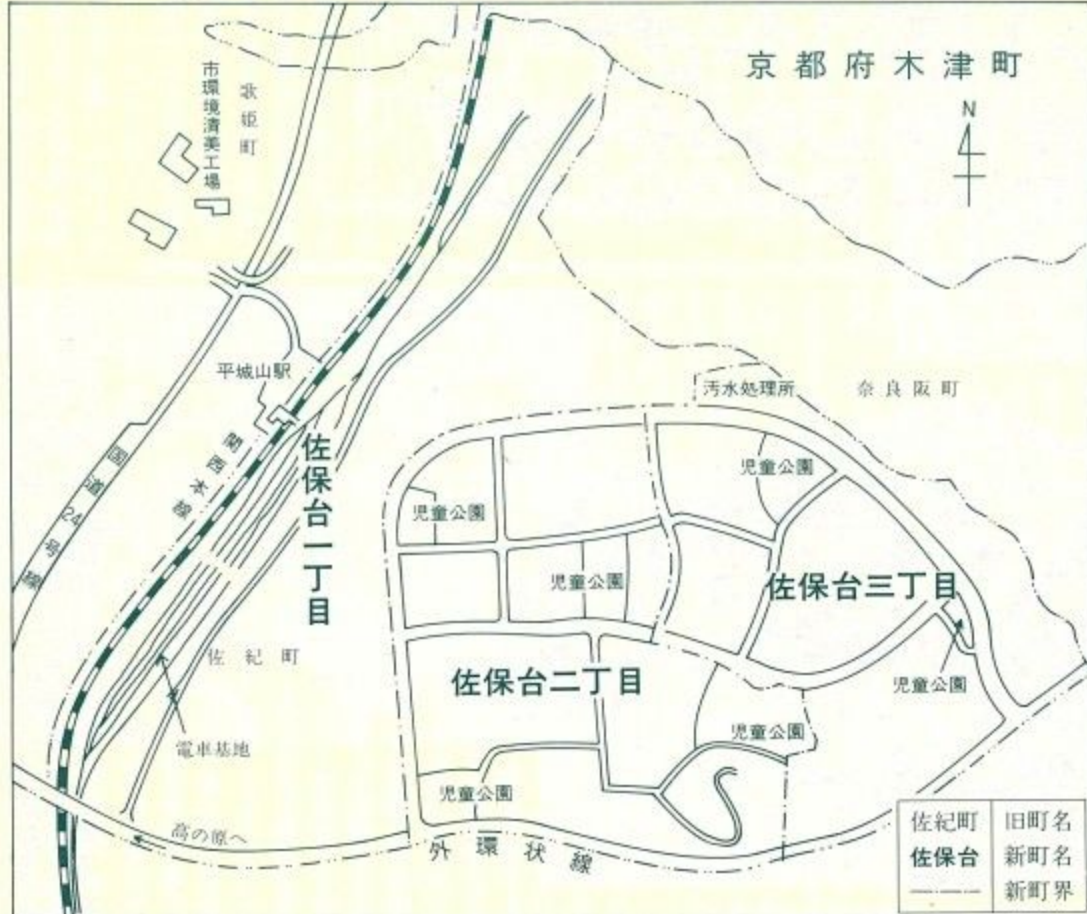 京都府木津町
N
歌姫町
市環境清美工場
平城山駅
国道24号線
関西本線
佐保台一丁目
佐紀町
電車基地
高の原へ
外環状線
汚水処理所
奈良阪町
児童公園
児童公園
児童公園
佐保台三丁目
佐保台二丁目
児童公園
児童公園
児童公園
佐紀町 旧町名
佐保台 新町名
新町界